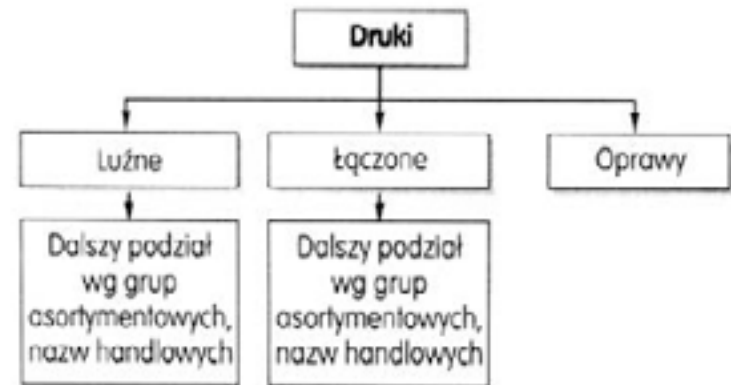 Druki
Luźne
Łączone
Oprawy
Dalszy podział
wg grup
asortymentowych,
nazw handlowych
Dalszy podział
wg grup
asortymentowych,
nazw handlowych